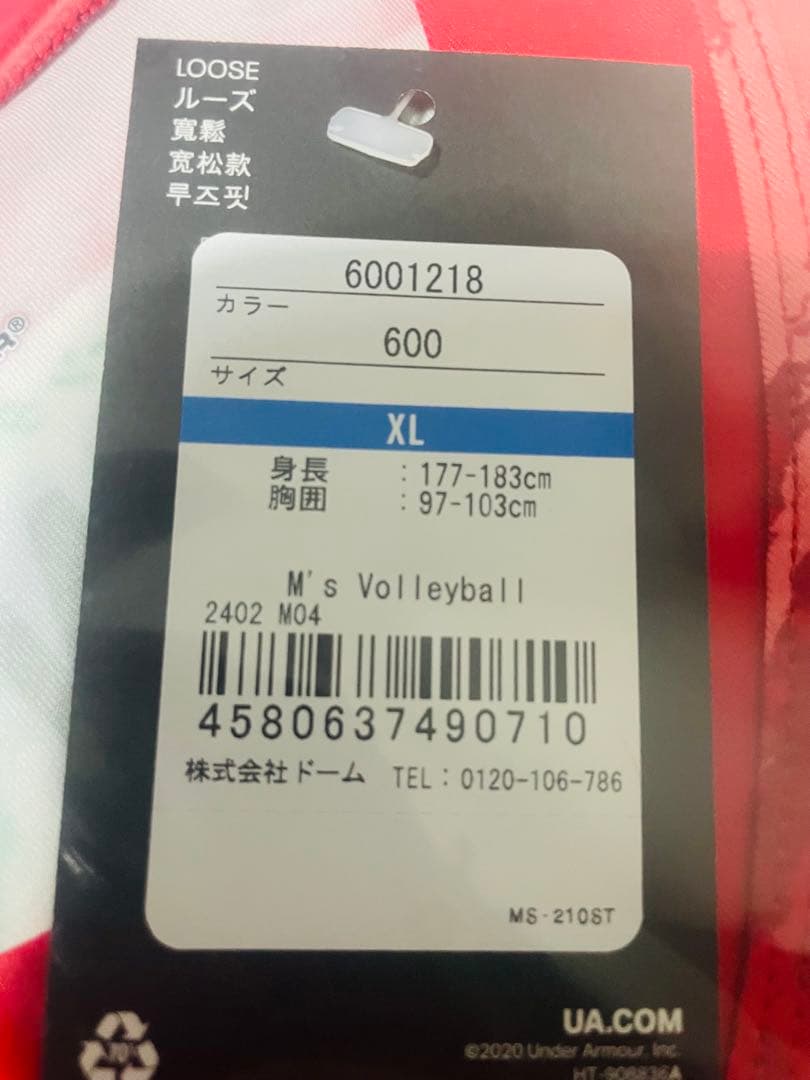 LOOSE
ルーズ
寬鬆
宽松款
루즈핏
6001218
カラー
600
サイズ
XL
身長 : 177-183cm
胸囲 : 97-103cm
M's Volleyball
2402 M04
4580637490710
株式会社ドーム TEL : 0120-106-786
MS-210ST
UA.COM
©2020 Under Armour, Inc.
HT-908836A